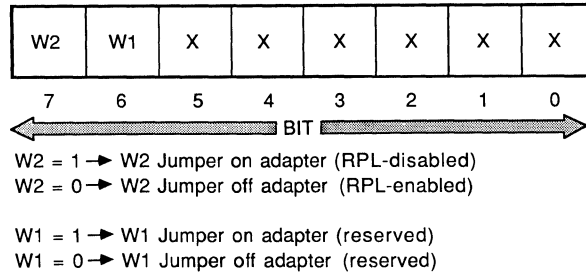 W2 W1 X X X X X X
7 6 5 4 3 2 1 0
BIT
W2 = 1 → W2 Jumper on adapter (RPL-disabled)
W2 = 0 → W2 Jumper off adapter (RPL-enabled)
W1 = 1 → W1 Jumper on adapter (reserved)
W1 = 0 → W1 Jumper off adapter (reserved)